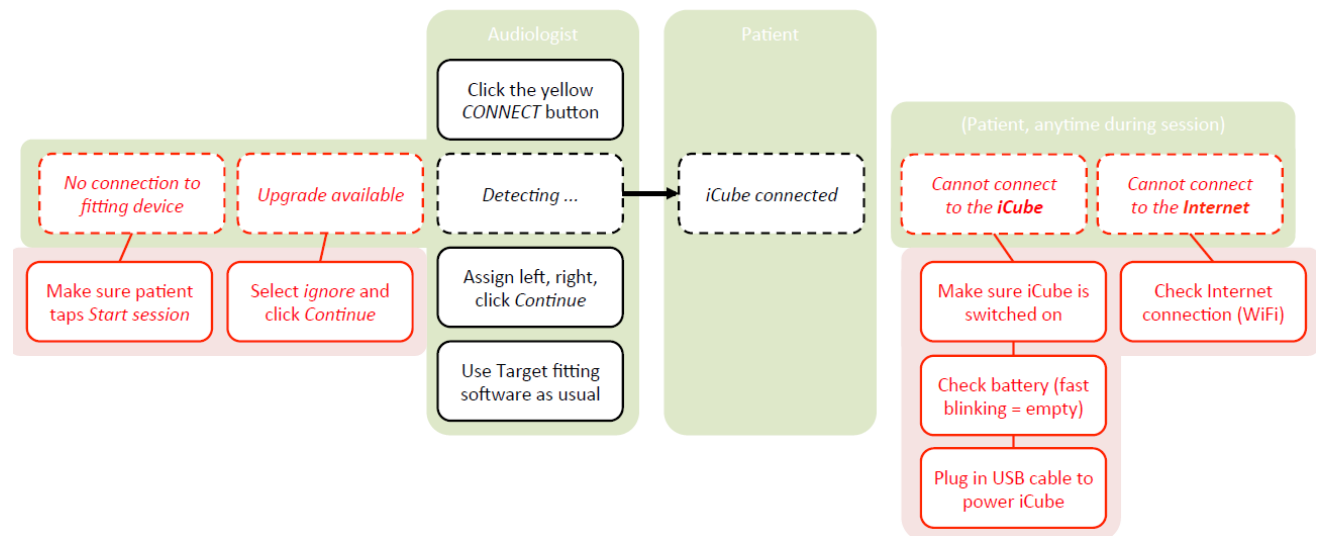 Audiologist
Patient
Click the yellow
CONNECT button
(Patient, anytime during session)
No connection to
fitting device
Upgrade available
Detecting ...
iCube connected
Cannot connect
to the iCube
Cannot connect
to the Internet
Make sure patient
taps Start session
Select ignore and
click Continue
Assign left, right,
click Continue
Make sure iCube is
switched on
Check Internet
connection (WiFi)
Use Target fitting
software as usual
Check battery (fast
blinking = empty)
Plug in USB cable to
power iCube